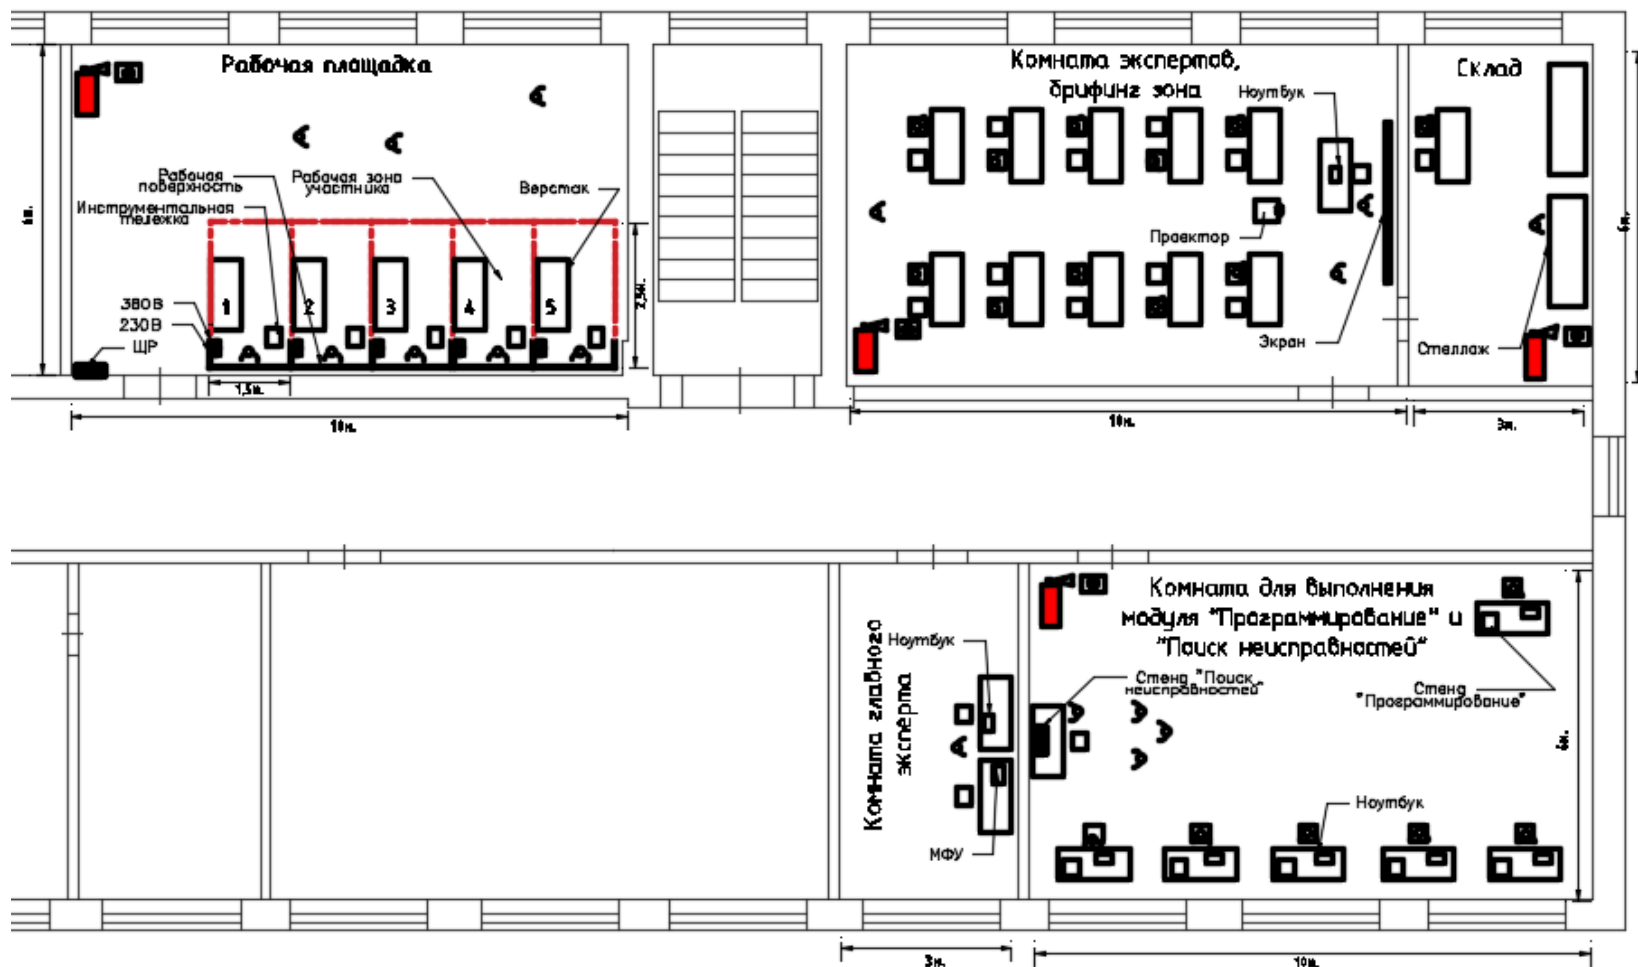 Рабочая площадка
Рабочая
поверхность
Рабочая зона
участника
Верстак
Инструментальная
тележка
380В
230В
ЩР
1
2
3
4
5
6м.
2,5м.
1,5м.
10м.
Комната экспертов,
брифинг зона
Ноутбук
Проектор
Экран
10м.
Склад
Стеллаж
6м.
3м.
Комната главного
эксперта
Ноутбук
МФУ
3м.
Комната для выполнения
модуля "Программирование" и
"Поиск неисправностей"
Стенд "Поиск
неисправностей"
Стенд
"Программирование"
Ноутбук
6м.
10м.